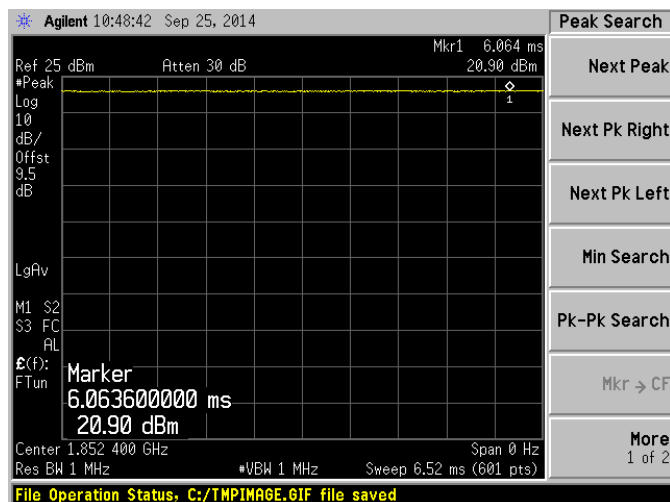 Agilent 10:48:42 Sep 25, 2014
Peak Search
Mkr1 6.064 ms
Ref 25 dBm Atten 30 dB 20.90 dBm
#Peak
Log
10
dB/
Offst
9.5
dB
1
LgAv
M1 S2
S3 FC
AL
£(f):
FTun
Marker
6.063600000 ms
20.90 dBm
Center 1.852 400 GHz Span 0 Hz
Res BW 1 MHz #VBW 1 MHz Sweep 6.52 ms (601 pts)
File Operation Status, C:/TMPIMAGE.GIF file saved
Next Peak
Next Pk Right
Next Pk Left
Min Search
Pk-Pk Search
Mkr → CF
More
1 of 2